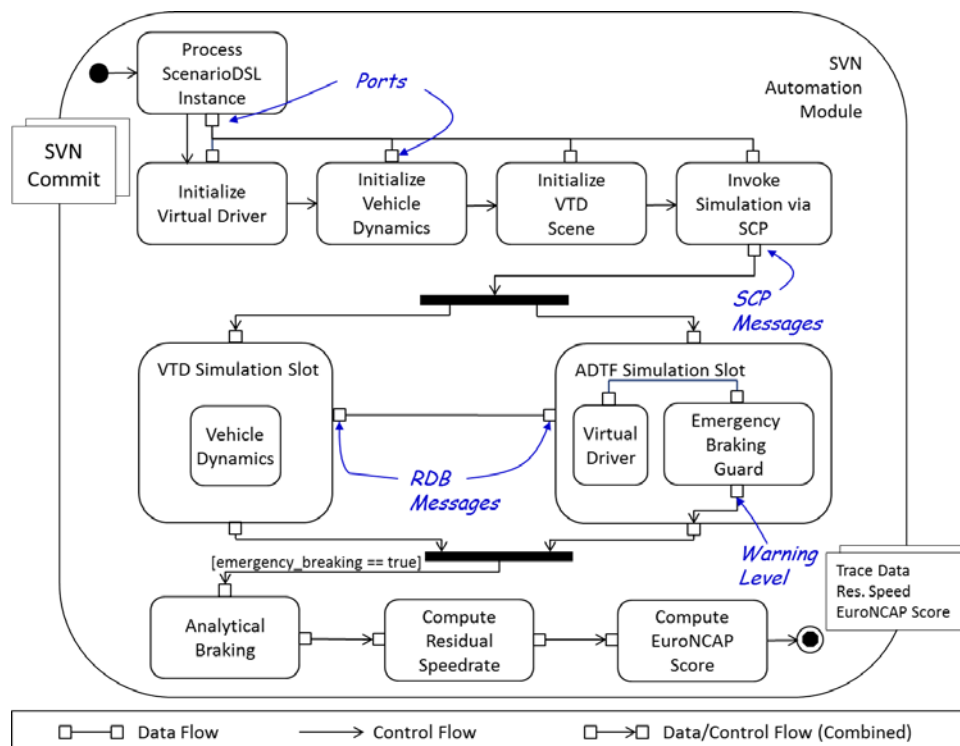 Process
ScenarioDSL
Instance
Ports
SVN
Automation
Module
SVN
Commit
Initialize
Virtual Driver
Initialize
Vehicle
Dynamics
Initialize
VTD
Scene
Invoke
Simulation via
SCP
SCP
Messages
VTD Simulation Slot
Vehicle
Dynamics
ADTF Simulation Slot
Virtual
Driver
Emergency
Braking
Guard
RDB
Messages
Warning
Level
[emergency_breaking == true]
Trace Data
Res. Speed
EuroNCAP Score
Analytical
Braking
Compute
Residual
Speedrate
Compute
EuroNCAP
Score
Data Flow
Control Flow
Data/Control Flow (Combined)